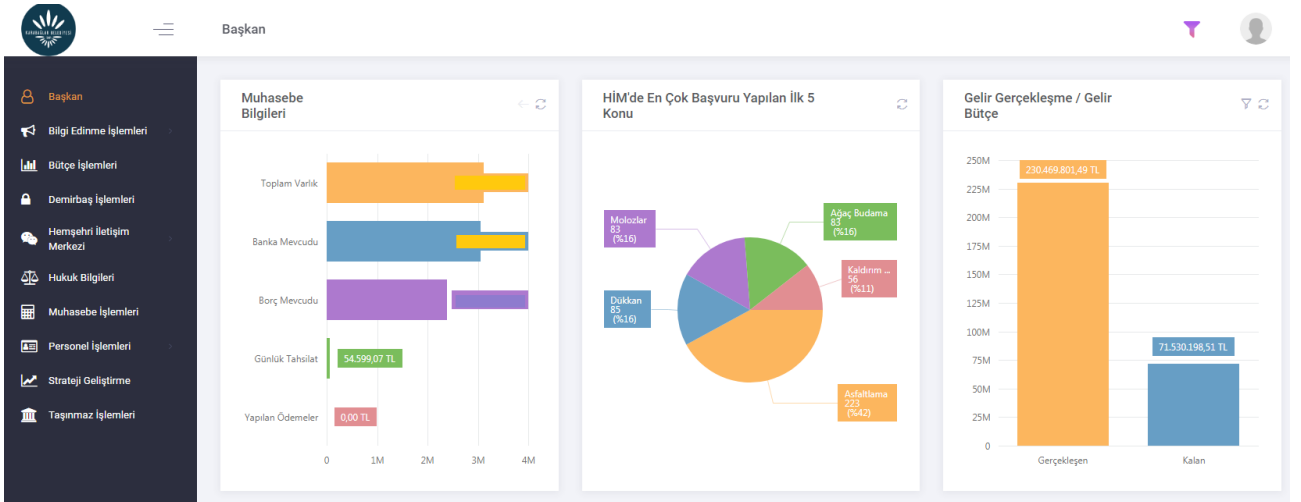 KARABAĞLAR BELEDİYESİ
Başkan
Başkan
Bilgi Edinme İşlemleri
Bütçe İşlemleri
Demirbaş İşlemleri
Hemşehri İletişim
Merkezi
Hukuk Bilgileri
Muhasebe İşlemleri
Personel İşlemleri
Strateji Geliştirme
Taşınmaz İşlemleri
Muhasebe
Bilgileri
Toplam Varlık
Banka Mevcudu
Borç Mevcudu
Günlük Tahsilat
54.599,07 TL
Yapılan Ödemeler
0,00 TL
0 1M 2M 3M 4M
HİM'de En Çok Başvuru Yapılan İlk 5
Konu
Molozlar
83
(%16)
Ağaç Budama
83
(%16)
Kaldırım ...
56
(%11)
Dükkan
85
(%16)
Asfaltlama
223
(%42)
Gelir Gerçekleşme / Gelir
Bütçe
250M
225M
200M
175M
150M
125M
100M
75M
50M
25M
0
230.469.801,49 TL
71.530.198,51 TL
Gerçekleşen Kalan